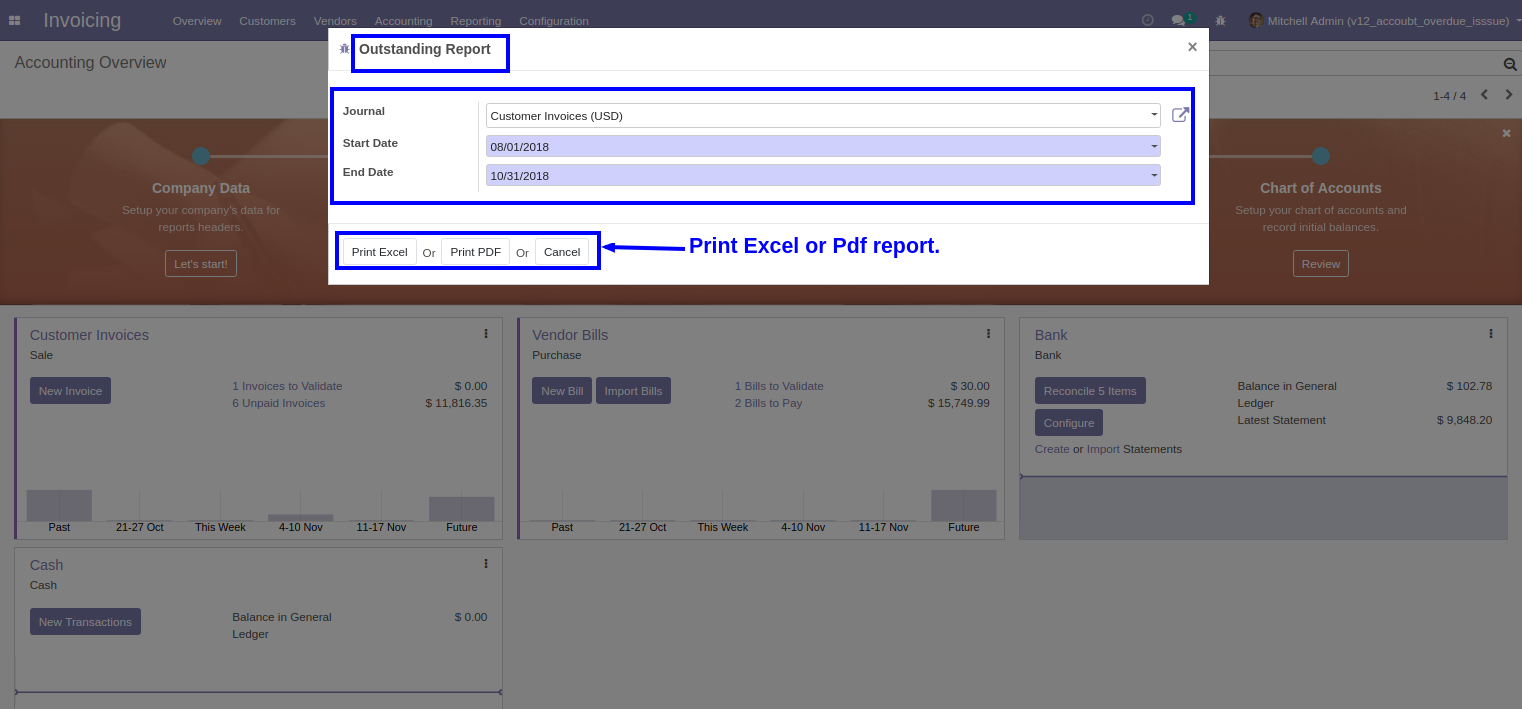 Invoicing Overview Customers Vendors Accounting Reporting Configuration 1 Mitchell Admin (v12_accoubt_overdue_isssue)
Accounting Overview
1-4 / 4
Outstanding Report ×
Journal Customer Invoices (USD)
Start Date 08/01/2018
End Date 10/31/2018
Print Excel Or Print PDF Or Cancel
Print Excel or Pdf report.
Company Data
Setup your company's data for
reports headers.
Let's start!
Chart of Accounts
Setup your chart of accounts and
record initial balances.
Review
Customer Invoices
Sale
New Invoice
1 Invoices to Validate $ 0.00
6 Unpaid Invoices $ 11,816.35
Past 21-27 Oct This Week 4-10 Nov 11-17 Nov Future
Vendor Bills
Purchase
New Bill Import Bills
1 Bills to Validate $ 30.00
2 Bills to Pay $ 15,749.99
Past 21-27 Oct This Week 4-10 Nov 11-17 Nov Future
Bank
Bank
Reconcile 5 Items
Configure
Create or Import Statements
Balance in General $ 102.78
Ledger
Latest Statement $ 9,848.20
Cash
Cash
New Transactions
Balance in General $ 0.00
Ledger